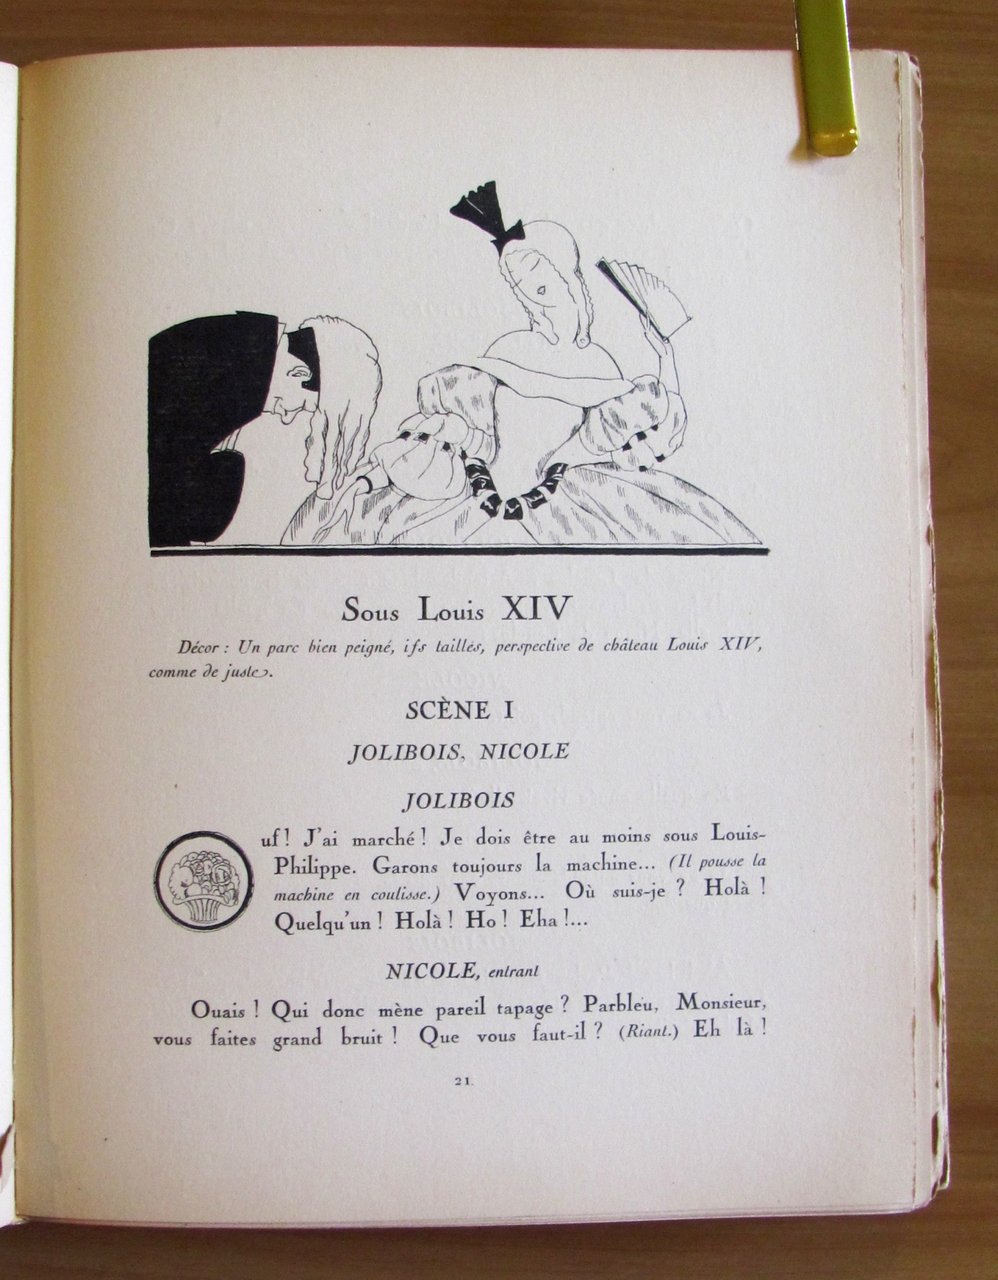 Sous Louis XIV
Décor : Un parc bien peigné, ifs taillés, perspective de château Louis XIV,
comme de juste.
SCÈNE I
JOLIBOIS, NICOLE
JOLIBOIS
uf ! J'ai marché ! Je dois être au moins sous Louis-
Philippe. Garons toujours la machine... (Il pousse la
machine en coulisse.) Voyons... Où suis-je ? Holà !
Quelqu'un ! Holà ! Ho ! Eha !...
NICOLE, entrant
Ouais ! Qui donc mène pareil tapage ? Parbleu, Monsieur,
vous faites grand bruit ! Que vous faut-il ? (Riant.) Eh là !
21.